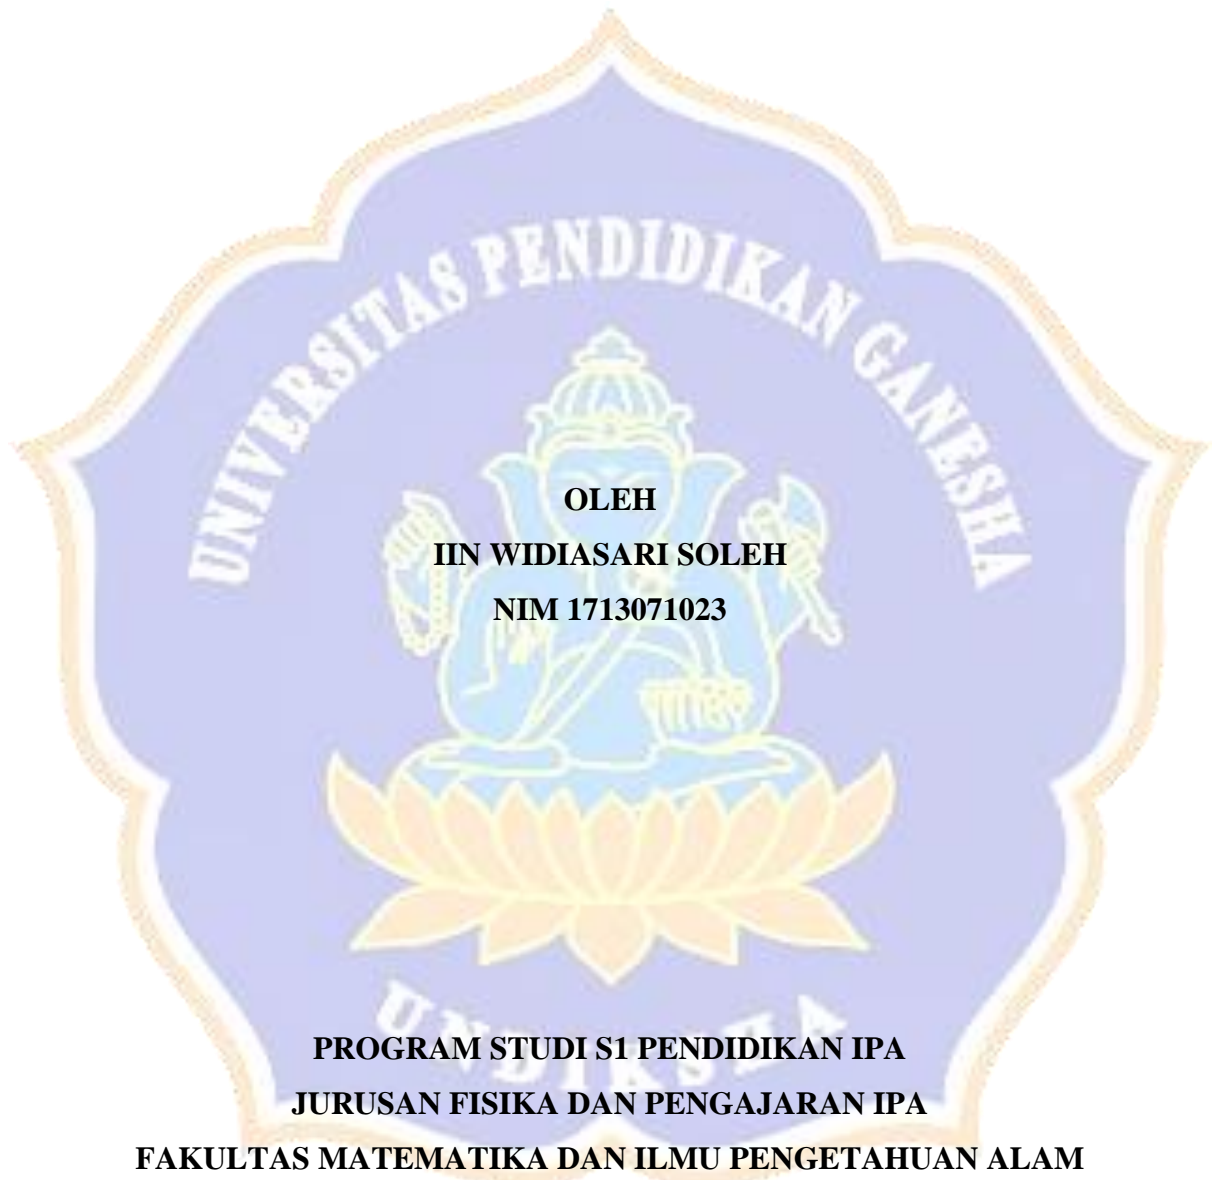 UNIVERSITAS PENDIDIKAN GANESHA
OLEH
IIN WIDIASARI SOLEH
NIM 1713071023
UNDIKSHA
PROGRAM STUDI S1 PENDIDIKAN IPA
JURUSAN FISIKA DAN PENGAJARAN IPA
FAKULTAS MATEMATIKA DAN ILMU PENGETAHUAN ALAM